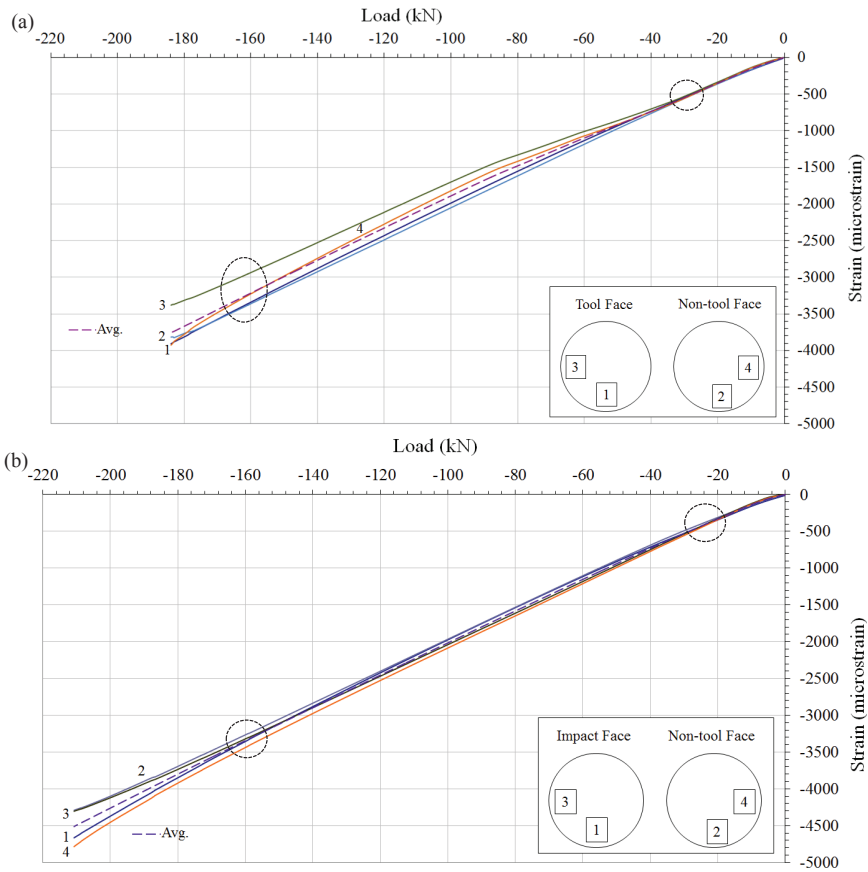 (a)
Load (kN)
-220 -200 -180 -160 -140 -120 -100 -80 -60 -40 -20 0
0
-500
-1000
-1500
-2000
-2500
-3000
-3500
-4000
-4500
-5000
Strain (microstrain)
4
3
Avg.
2
1
Tool Face Non-tool Face
3 4
1 2
(b)
Load (kN)
-220 -200 -180 -160 -140 -120 -100 -80 -60 -40 -20 0
0
-500
-1000
-1500
-2000
-2500
-3000
-3500
-4000
-4500
-5000
Strain (microstrain)
2
3
1
Avg.
4
Impact Face Non-tool Face
3 4
1 2